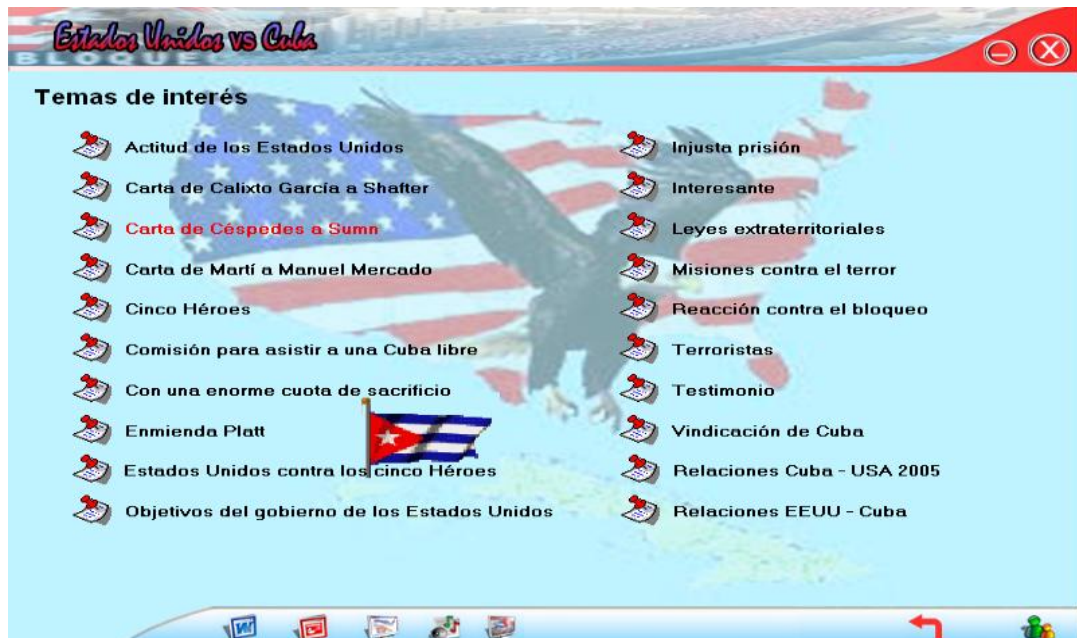 Estados Unidos vs Cuba
BLOQUEO
Temas de interés
Actitud de los Estados Unidos
Carta de Calixto García a Shafter
Carta de Céspedes a Sumn
Carta de Martí a Manuel Mercado
Cinco Héroes
Comisión para asistir a una Cuba libre
Con una enorme cuota de sacrificio
Enmienda Platt
Estados Unidos contra los cinco Héroes
Objetivos del gobierno de los Estados Unidos
Injusta prisión
Interesante
Leyes extraterritoriales
Misiones contra el terror
Reacción contra el bloqueo
Terroristas
Testimonio
Vindicación de Cuba
Relaciones Cuba - USA 2005
Relaciones EEUU - Cuba